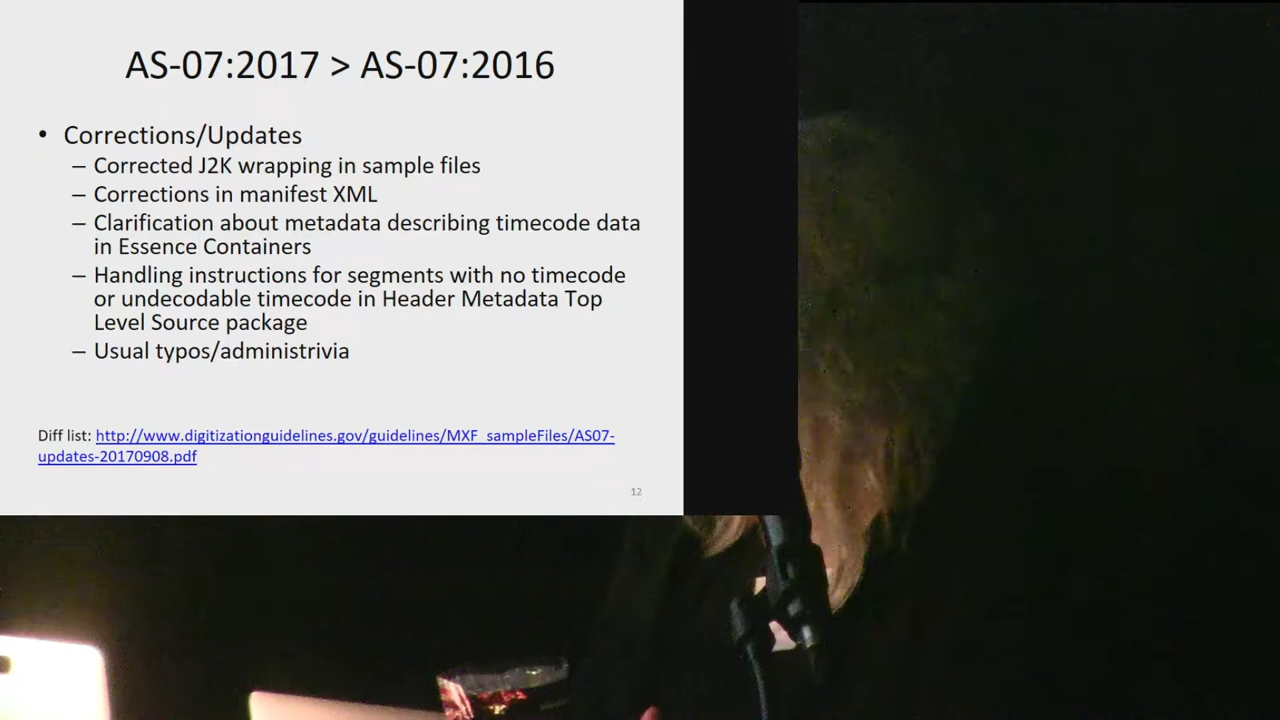 AS-07:2017 > AS-07:2016
• Corrections/Updates
– Corrected J2K wrapping in sample files
– Corrections in manifest XML
– Clarification about metadata describing timecode data
in Essence Containers
– Handling instructions for segments with no timecode
or undecodable timecode in Header Metadata Top
Level Source package
– Usual typos/administrivia
Diff list: http://www.digitizationguidelines.gov/guidelines/MXF_sampleFiles/AS07-
updates-20170908.pdf
12